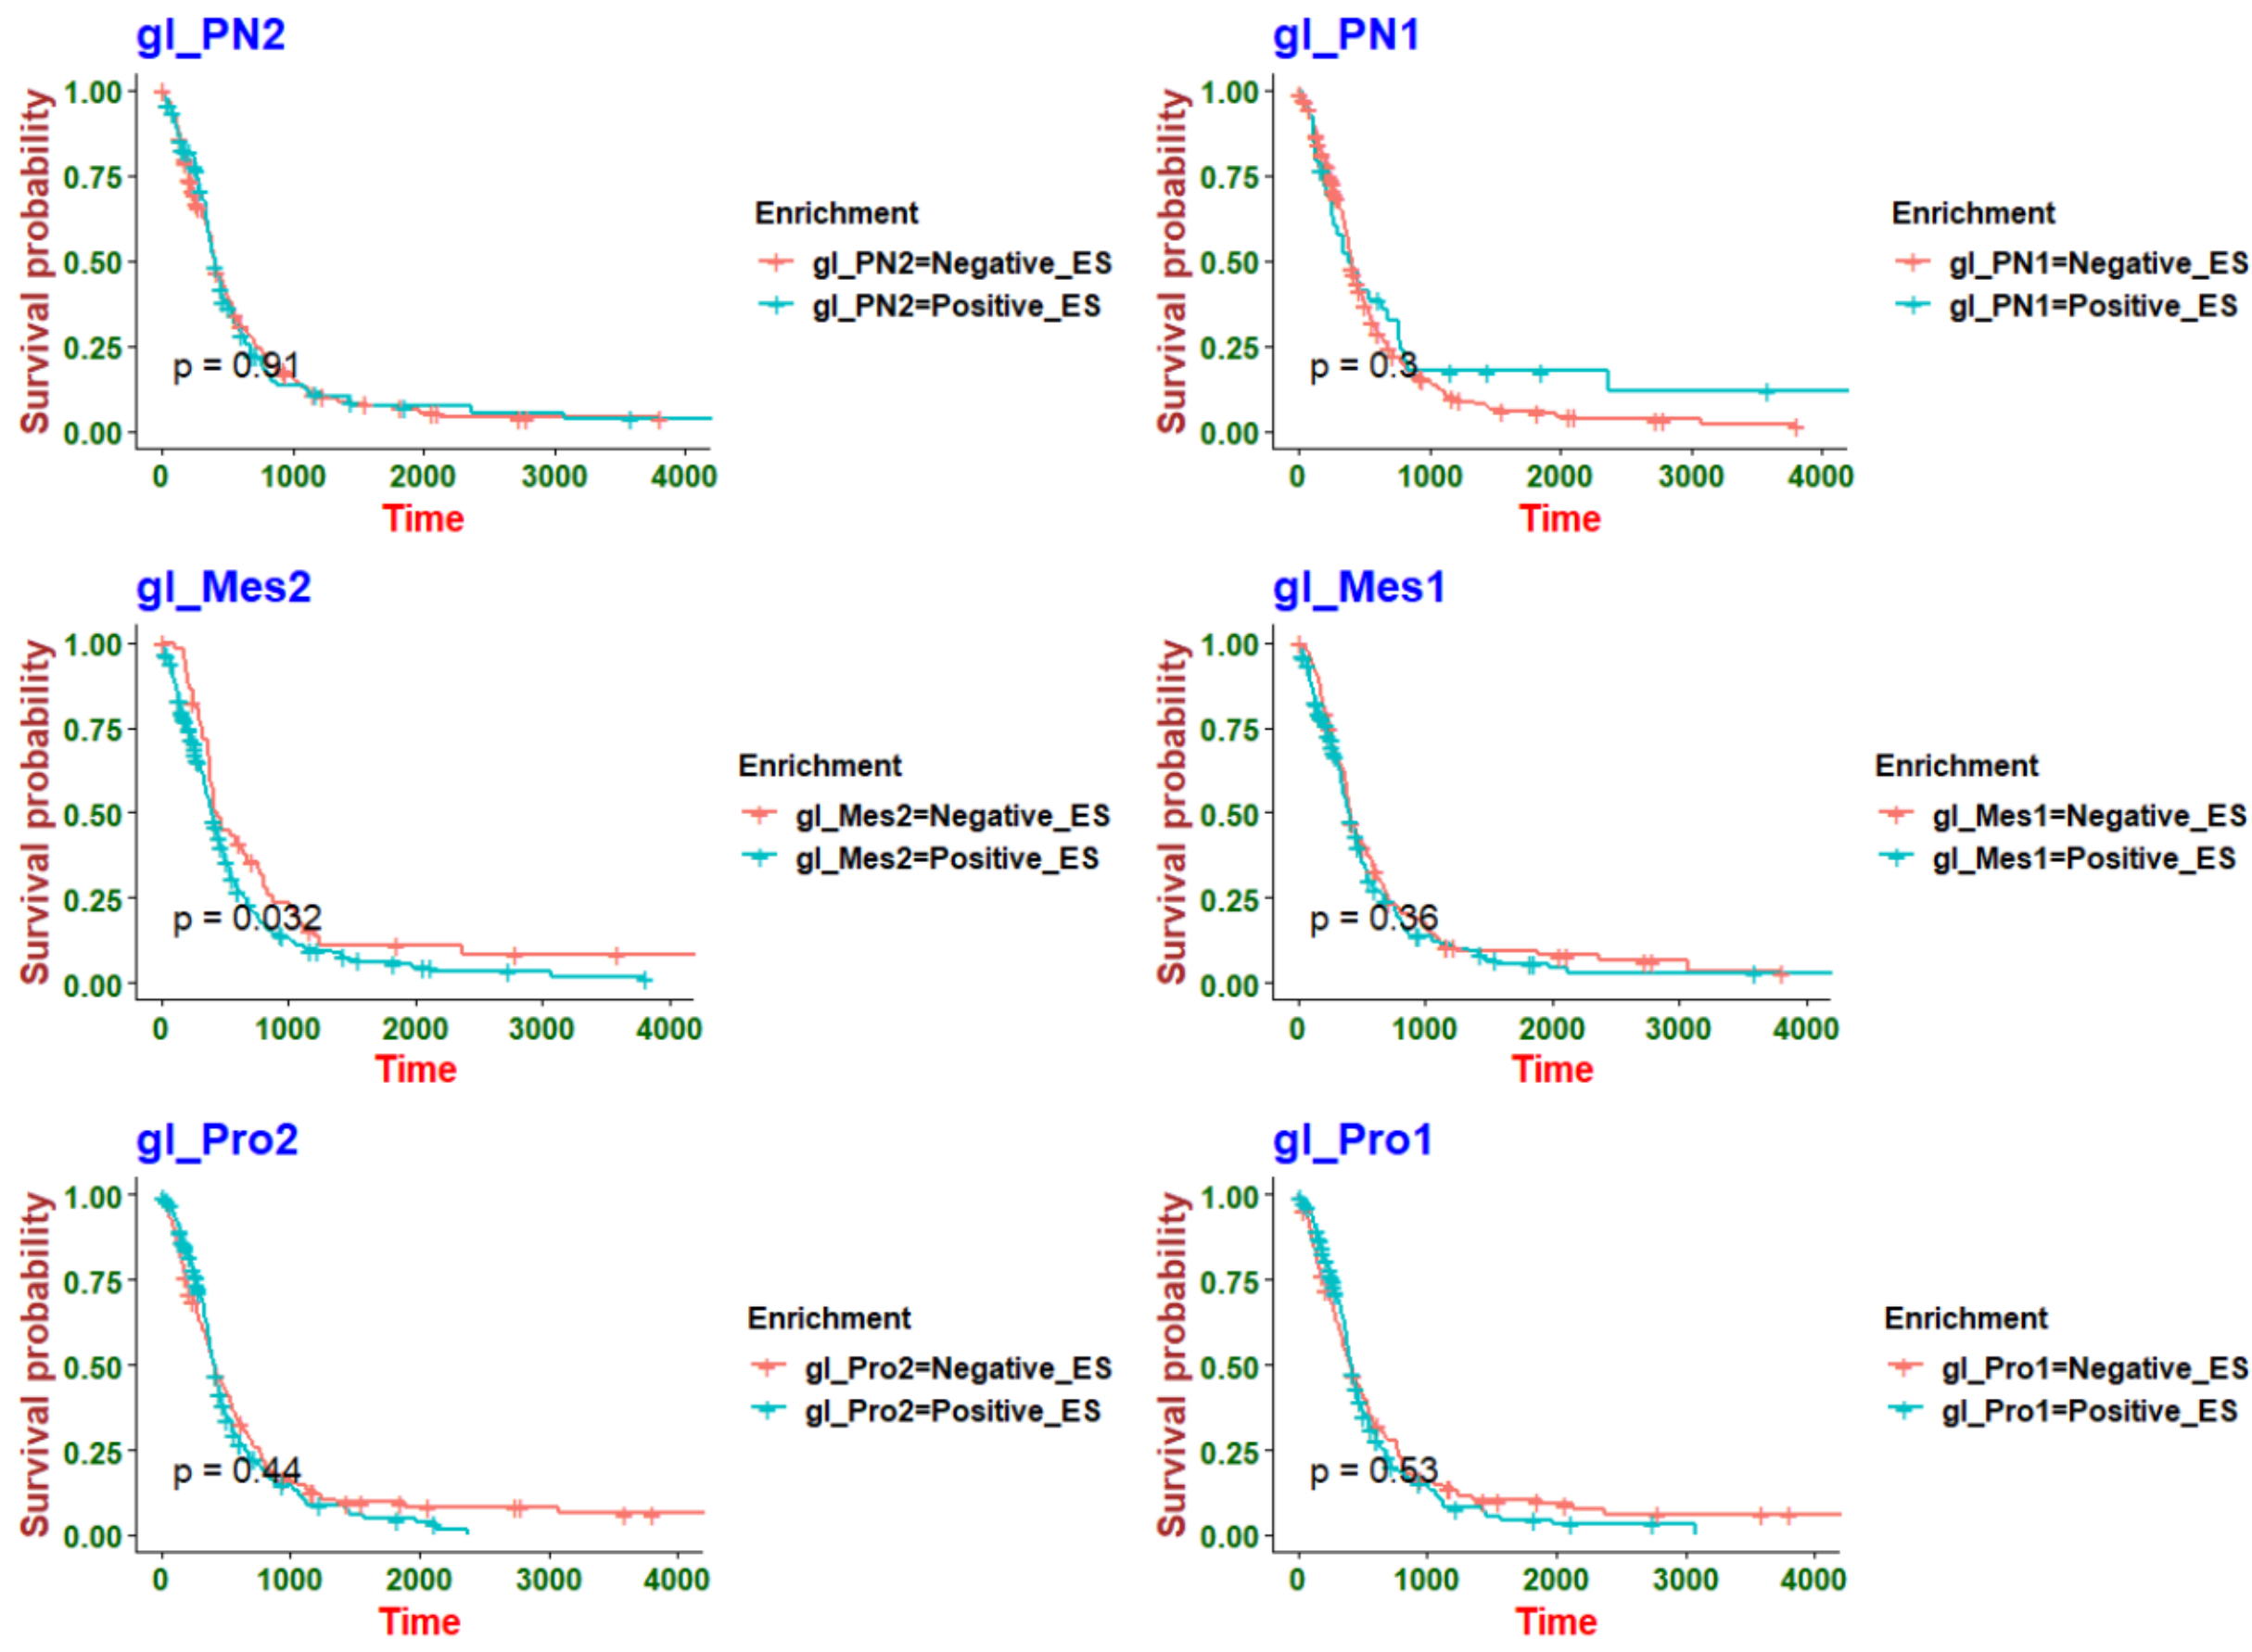 gl_PN2
Survival probability
1.00
0.75
0.50
0.25
0.00
p = 0.91
0 1000 2000 3000 4000
Time
Enrichment
gl_PN2=Negative_ES
gl_PN2=Positive_ES
gl_PN1
Survival probability
1.00
0.75
0.50
0.25
0.00
p = 0.3
0 1000 2000 3000 4000
Time
Enrichment
gl_PN1=Negative_ES
gl_PN1=Positive_ES
gl_Mes2
Survival probability
1.00
0.75
0.50
0.25
0.00
p = 0.032
0 1000 2000 3000 4000
Time
Enrichment
gl_Mes2=Negative_ES
gl_Mes2=Positive_ES
gl_Mes1
Survival probability
1.00
0.75
0.50
0.25
0.00
p = 0.36
0 1000 2000 3000 4000
Time
Enrichment
gl_Mes1=Negative_ES
gl_Mes1=Positive_ES
gl_Pro2
Survival probability
1.00
0.75
0.50
0.25
0.00
p = 0.44
0 1000 2000 3000 4000
Time
Enrichment
gl_Pro2=Negative_ES
gl_Pro2=Positive_ES
gl_Pro1
Survival probability
1.00
0.75
0.50
0.25
0.00
p = 0.53
0 1000 2000 3000 4000
Time
Enrichment
gl_Pro1=Negative_ES
gl_Pro1=Positive_ES